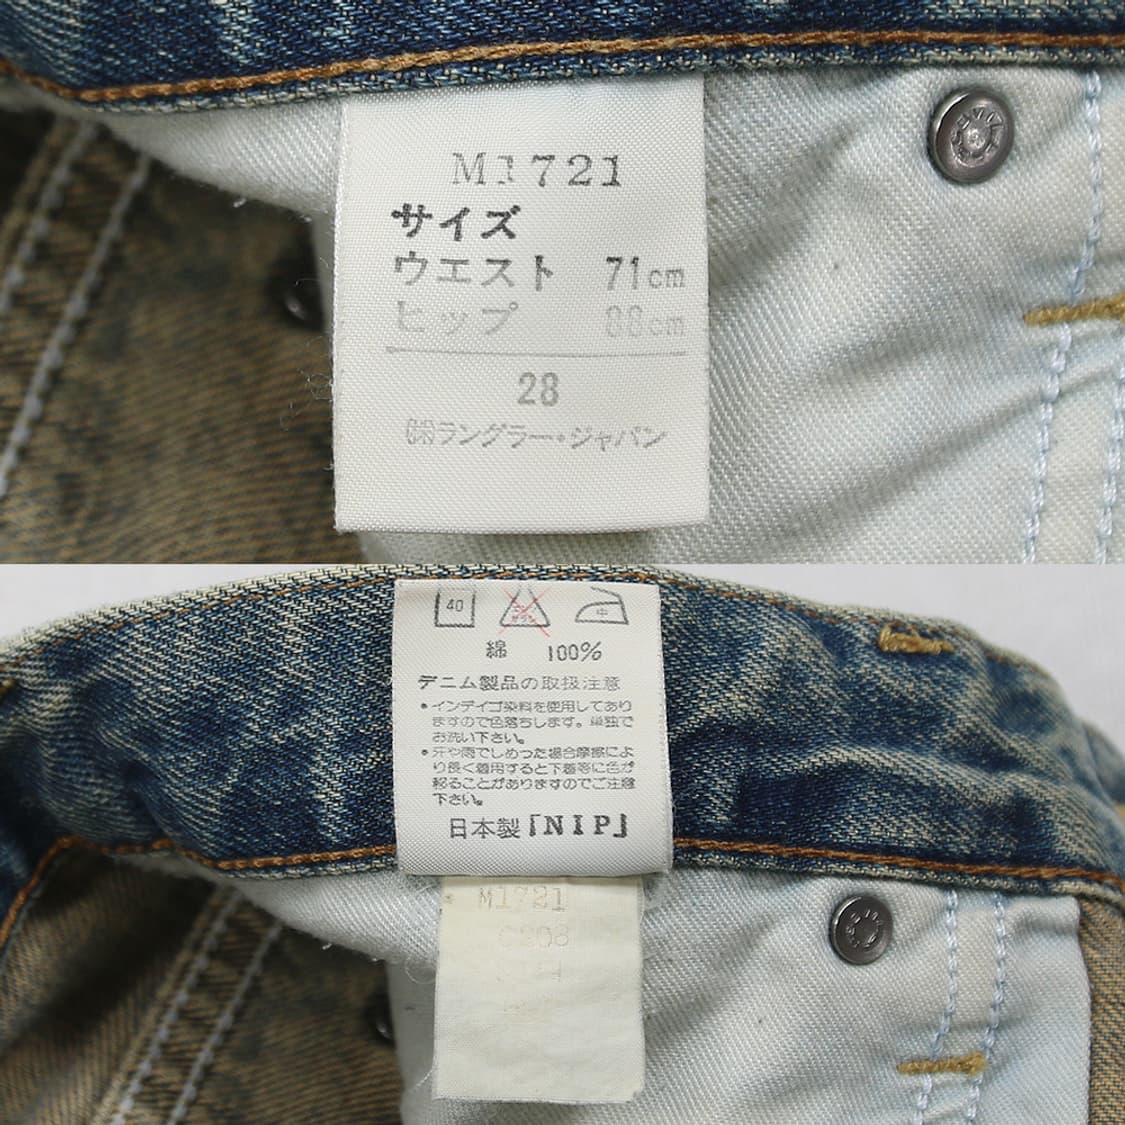 M1721
サイズ
ウエスト 71cm
ヒップ 88cm
28
㈱ラングラー・ジャパン
40
中
綿 100%
デニム製品の取扱注意
•インデイゴ染料を使用してあり
ますので色落ちします。単独で
お洗い下さい。
•汗や雨でしめった場合摩擦によ
り長く着用すると下着等に色が
移ることがありますのでご注意
下さい。
日本製「NIP」
M1721